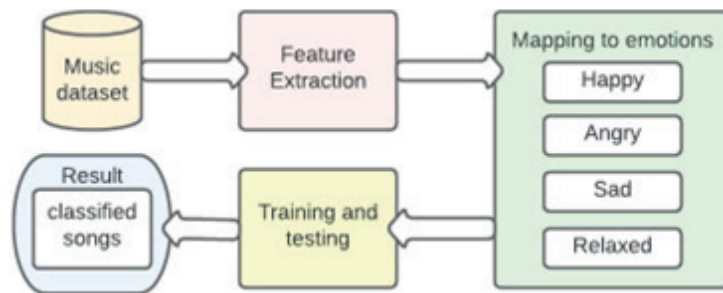 Music
dataset
Feature
Extraction
Mapping to emotions
Happy
Angry
Sad
Relaxed
Training and
testing
Result
classified
songs